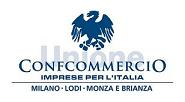 Unione
CONFCOMMERCIO
IMPRESE PER L'ITALIA
MILANO · LODI · MONZA E BRIANZA